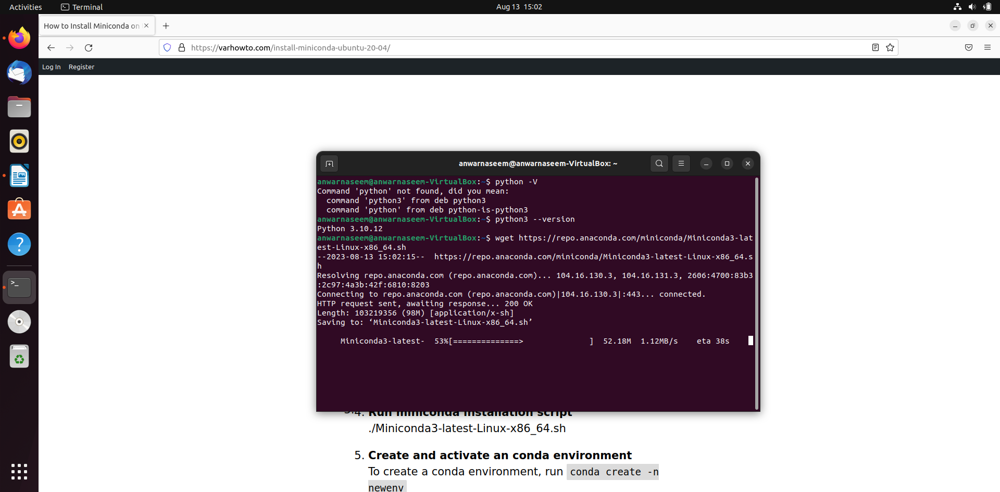 Activities
Terminal
Aug 13 15:02
How to Install Miniconda on
https://varhowto.com/install-miniconda-ubuntu-20-04/
Log In Register
anwarnaseem@anwarnaseem-VirtualBox: ~
anwarnaseem@anwarnaseem-VirtualBox:~$ python -V
Command 'python' not found, did you mean:
command 'python3' from deb python3
command 'python' from deb python-is-python3
anwarnaseem@anwarnaseem-VirtualBox:~$ python3 --version
Python 3.10.12
anwarnaseem@anwarnaseem-VirtualBox:~$ wget https://repo.anaconda.com/miniconda/Miniconda3-lat
est-Linux-x86_64.sh
--2023-08-13 15:02:15-- https://repo.anaconda.com/miniconda/Miniconda3-latest-Linux-x86_64.s
h
Resolving repo.anaconda.com (repo.anaconda.com)... 104.16.130.3, 104.16.131.3, 2606:4700:83b3
:2c97:4a3b:42f:6810:8203
Connecting to repo.anaconda.com (repo.anaconda.com)|104.16.130.3|:443... connected.
HTTP request sent, awaiting response... 200 OK
Length: 103219356 (98M) [application/x-sh]
Saving to: ‘Miniconda3-latest-Linux-x86_64.sh’
Miniconda3-latest- 53%[==============> ] 52.18M 1.12MB/s eta 38s
4. Run miniconda installation script
./Miniconda3-latest-Linux-x86_64.sh
5. Create and activate an conda environment
To create a conda environment, run conda create -n
newenv